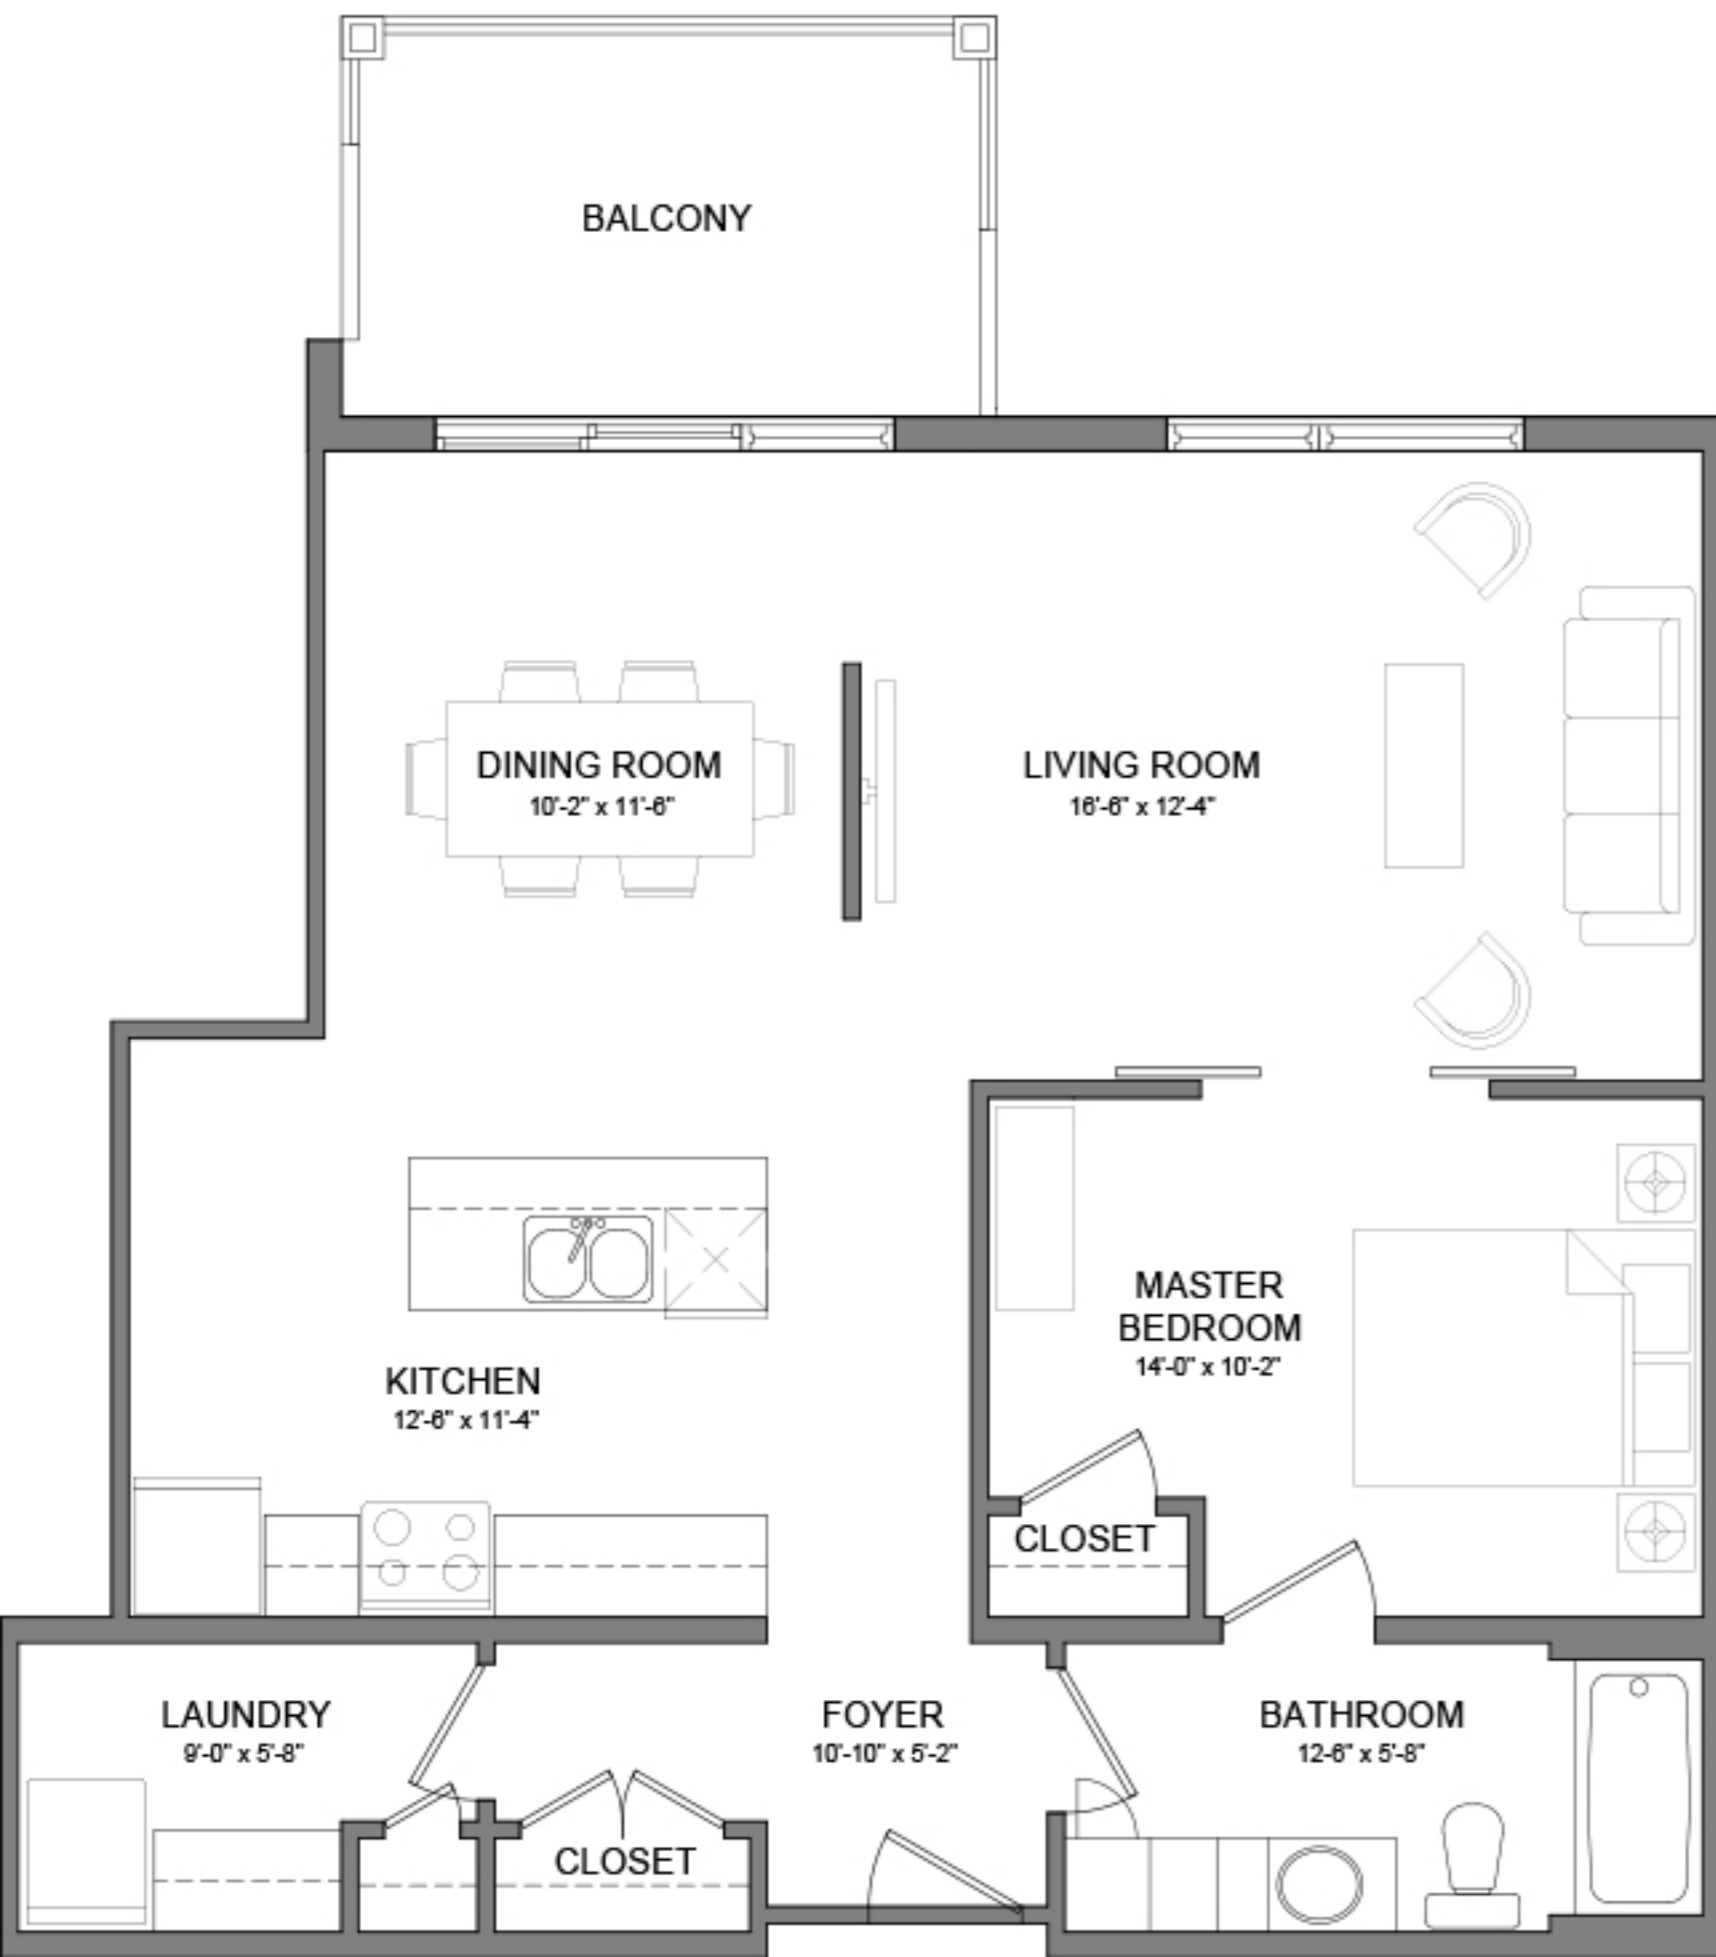 BALCONY
DINING ROOM
10'-2" x 11'-6"
LIVING ROOM
16'-6" x 12'-4"
MASTER
BEDROOM
14'-0" x 10'-2"
KITCHEN
12'-6" x 11'-4"
CLOSET
LAUNDRY
9'-0" x 5'-8"
FOYER
10'-10" x 5'-2"
BATHROOM
12-6" x 5'-8"
CLOSET